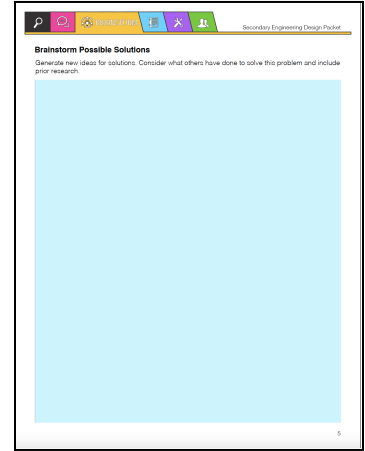 Secondary Engineering Design Packet
Brainstorm Possible Solutions
Generate new ideas for solutions. Consider what others have done to solve this problem and include
prior research.
5